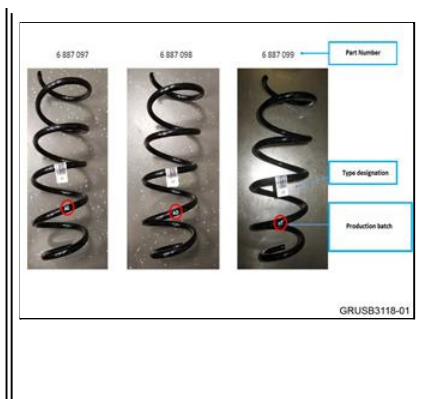 6 887 097 6 887 098 6 887 099 Part Number
Type designation
Production batch
GRUSB3118-01